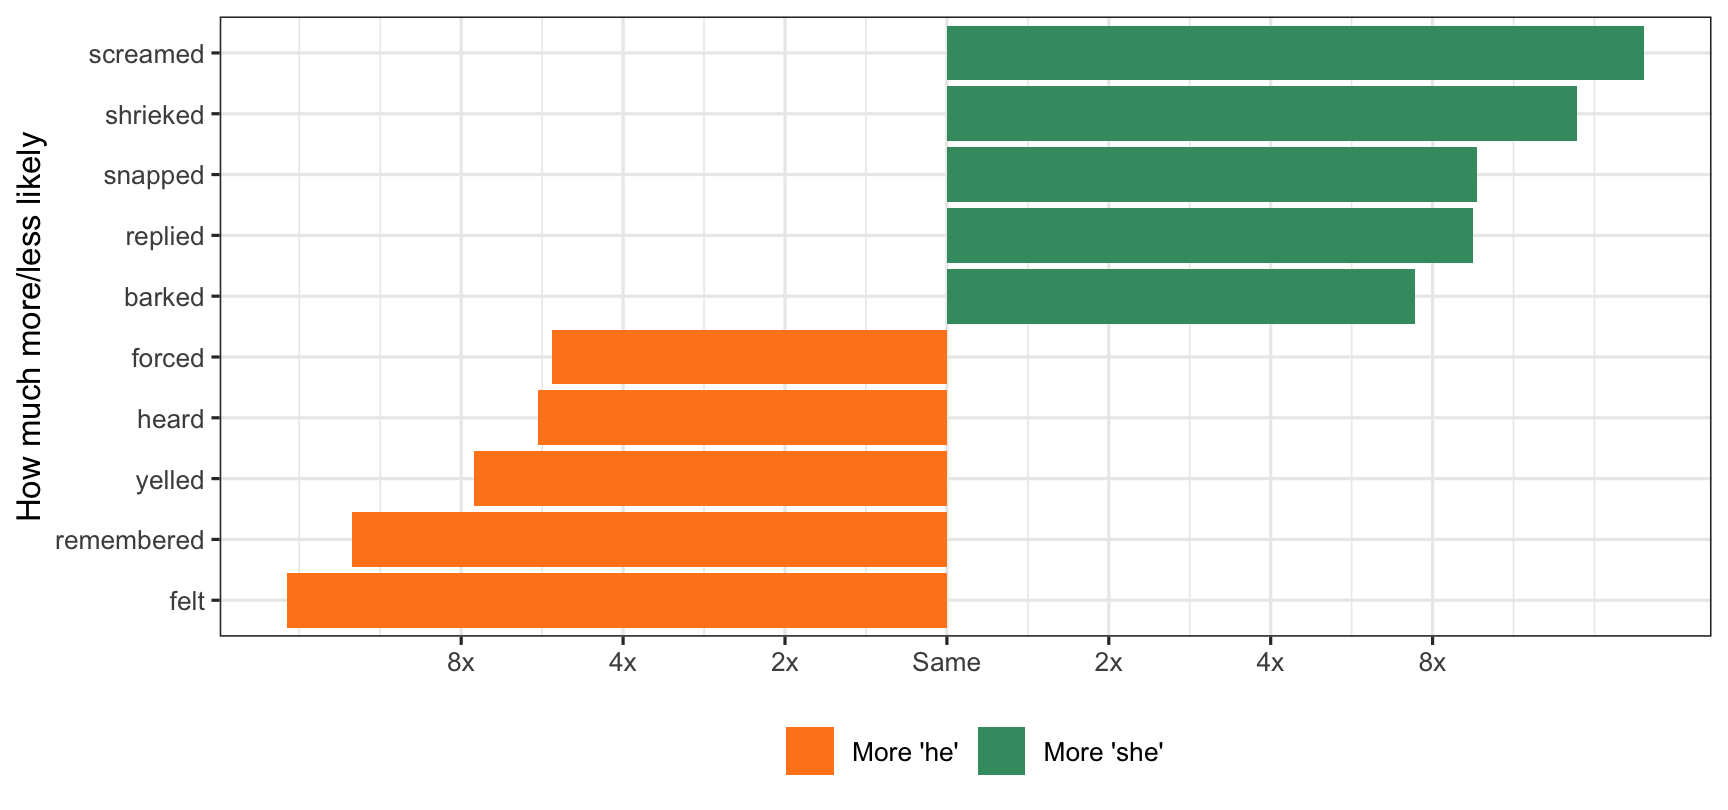 How much more/less likely
screamed
shrieked
snapped
replied
barked
forced
heard
yelled
remembered
felt
8x 4x 2x Same 2x 4x 8x
More 'he' More 'she'